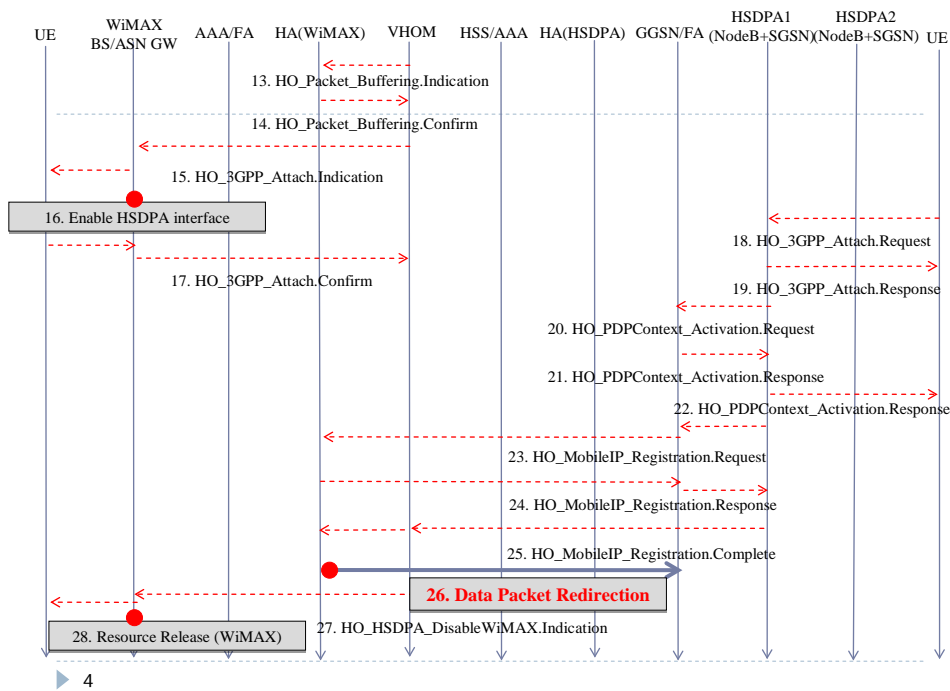 UE
WiMAX
BS/ASN GW
AAA/FA
HA(WiMAX)
VHOM
HSS/AAA
HA(HSDPA)
GGSN/FA
HSDPA1
(NodeB+SGSN)
HSDPA2
(NodeB+SGSN)
UE
13. HO_Packet_Buffering.Indication
14. HO_Packet_Buffering.Confirm
15. HO_3GPP_Attach.Indication
16. Enable HSDPA interface
17. HO_3GPP_Attach.Confirm
18. HO_3GPP_Attach.Request
19. HO_3GPP_Attach.Response
20. HO_PDPContext_Activation.Request
21. HO_PDPContext_Activation.Response
22. HO_PDPContext_Activation.Response
23. HO_MobileIP_Registration.Request
24. HO_MobileIP_Registration.Response
25. HO_MobileIP_Registration.Complete
26. Data Packet Redirection
27. HO_HSDPA_DisableWiMAX.Indication
28. Resource Release (WiMAX)
4